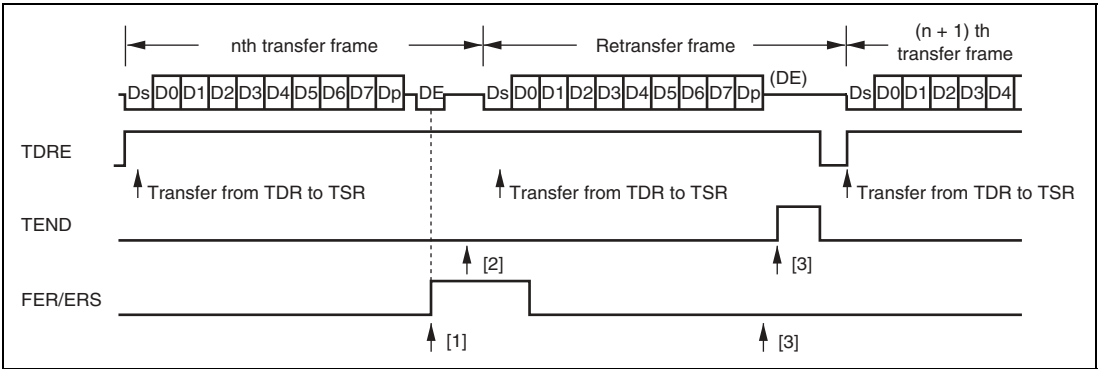 nth transfer frame
Retransfer frame
(n + 1) th
transfer frame
Ds D0 D1 D2 D3 D4 D5 D6 D7 Dp DE
Ds D0 D1 D2 D3 D4 D5 D6 D7 Dp (DE)
Ds D0 D1 D2 D3 D4
TDRE
Transfer from TDR to TSR
Transfer from TDR to TSR
Transfer from TDR to TSR
TEND
[2]
[3]
FER/ERS
[1]
[3]